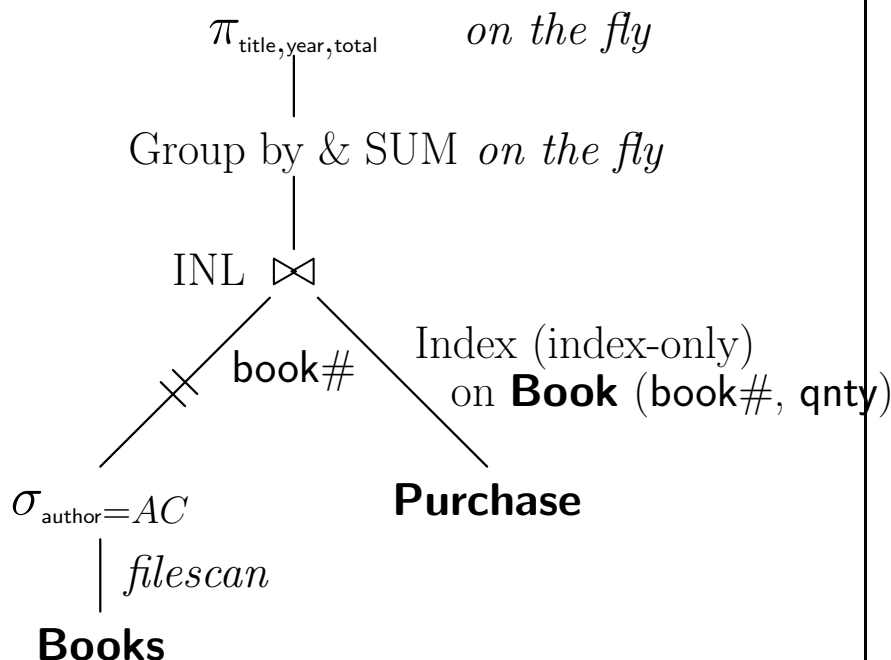 π title,year,total on the fly
Group by & SUM on the fly
INL ⋈
book#
Index (index-only)
on Book (book#, qnty)
σ author=AC
Purchase
filescan
Books